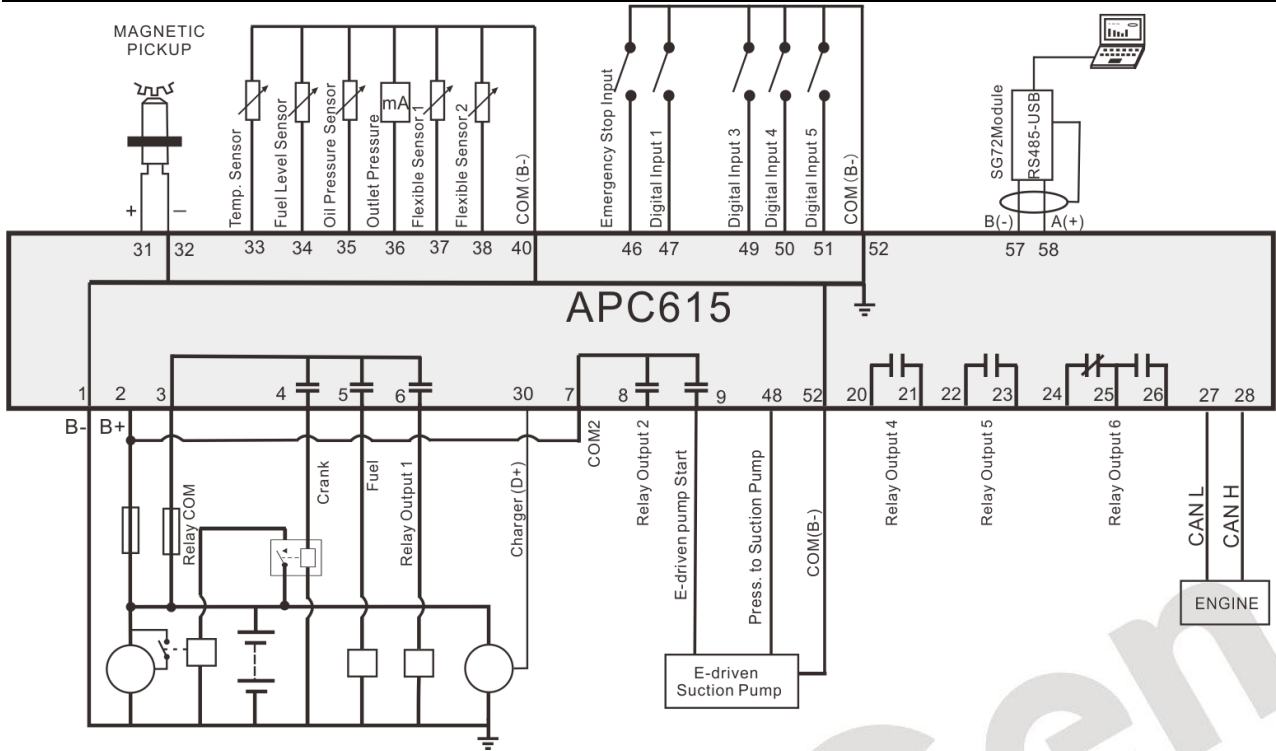 MAGNETIC
PICKUP
+
–
Temp. Sensor
Fuel Level Sensor
Oil Pressure Sensor
mA
Outlet Pressure
Flexible Sensor 1
Flexible Sensor 2
COM (B-)
Emergency Stop Input
Digital Input 1
Digital Input 3
Digital Input 4
Digital Input 5
COM (B-)
SG72Module
RS485-USB
B(-)
A(+)
31 32 33 34 35 36 37 38 40 46 47 49 50 51 52 57 58
APC615
1 2 3 4 5 6 30 7 8 9 48 52 20 21 22 23 24 25 26 27 28
B-
B+
Relay COM
Crank
Fuel
Relay Output 1
Charger (D+)
COM2
Relay Output 2
E-driven pump Start
Press. to Suction Pump
COM(B-)
Relay Output 4
Relay Output 5
Relay Output 6
CAN L
CAN H
ENGINE
E-driven
Suction Pump